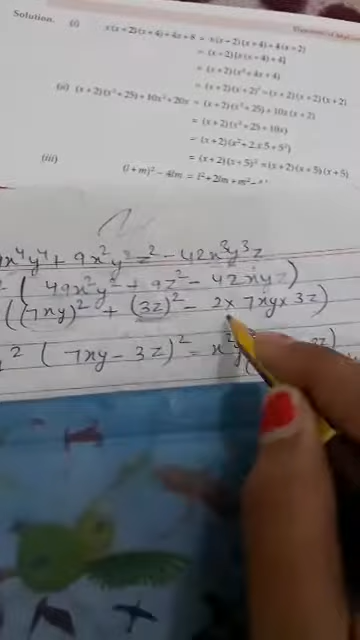 Solution. (i) x(x+2)(x+4)+4x+8 = x(x+2)(x+4)+4(x+2)
= (x+2)[x(x+4)+4]
= (x+2)(x²+4x+4)
= (x+2)(x+2)² = (x+2)(x+2)(x+2)
(ii) (x+2)(x²+25)+10x²+20x = (x+2)(x²+25)+10x(x+2)
= (x+2)(x²+25+10x)
= (x+2)(x²+2.x.5+5²)
= (x+2)(x+5)² = (x+2)(x+5)(x+5)
(iii) (l+m)² − 4lm = l²+2lm+m²−
x⁴y⁴ + 9x²y²z² − 42x³y³z
(49x²y² + 9z² − 42xyz)
((7xy)² + (3z)² − 2×7xy×3z)
² (7xy − 3z)² = x²y²